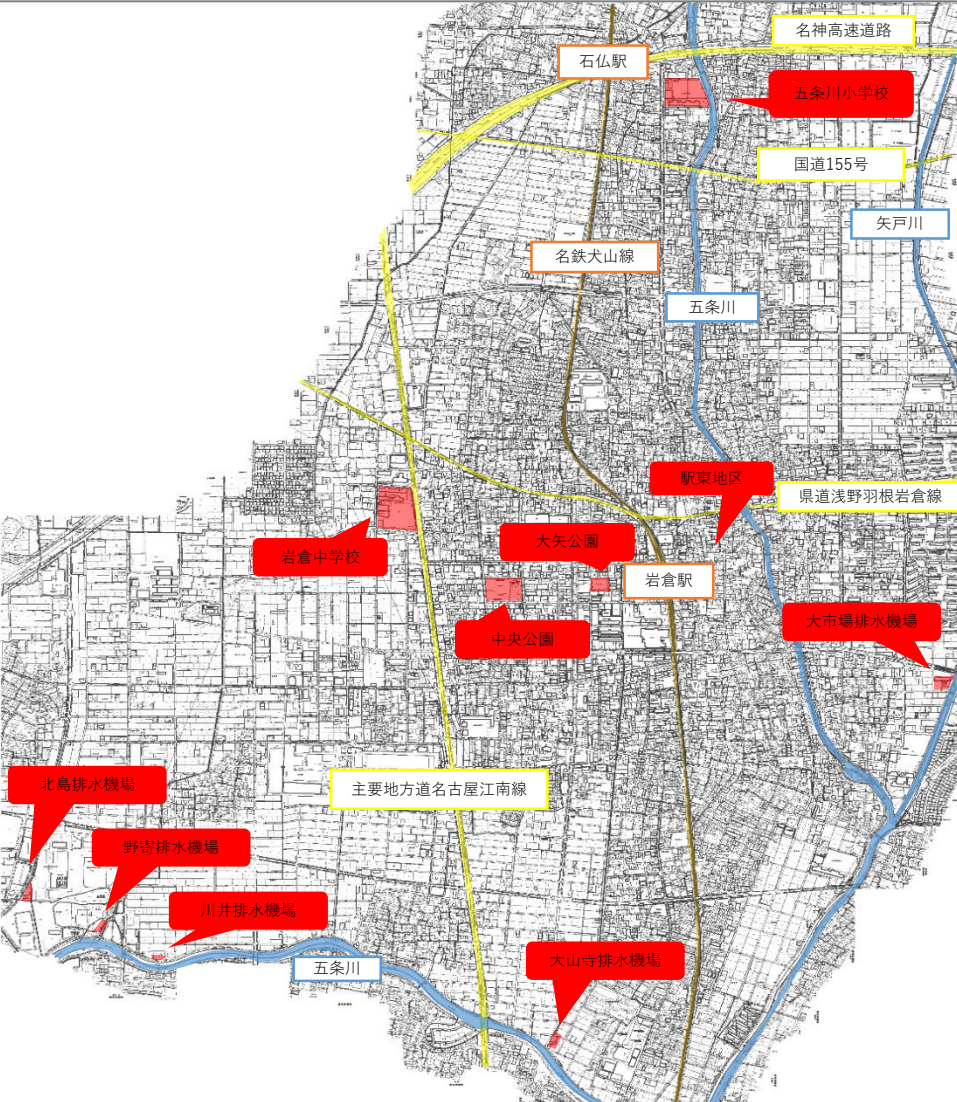 名神高速道路
石仏駅
五条川小学校
国道155号
矢戸川
名鉄犬山線
五条川
駅東地区
県道浅野羽根岩倉線
岩倉中学校
大矢公園
岩倉駅
中央公園
大市場排水機場
北島排水機場
主要地方道名古屋江南線
野寄排水機場
川井排水機場
五条川
大山寺排水機場